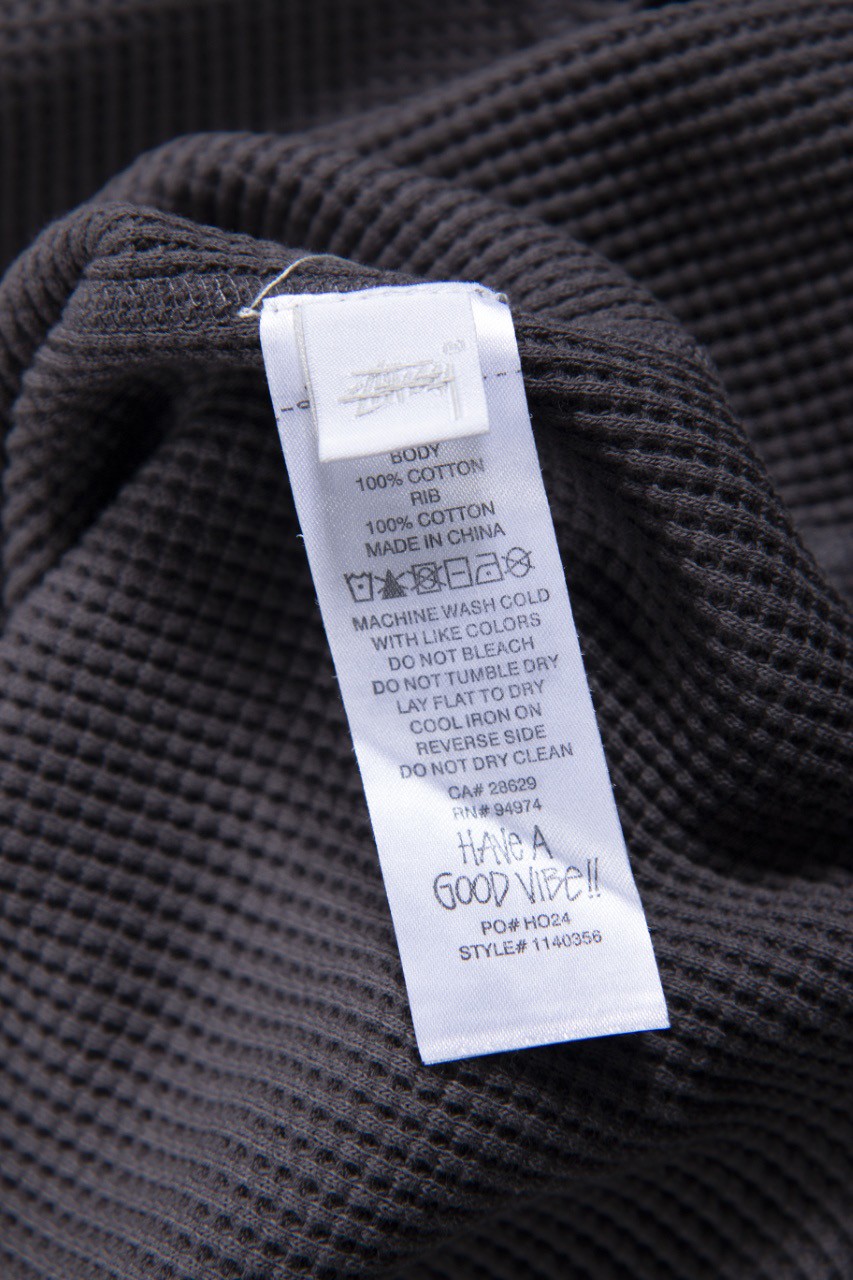 Stüssy
®
BODY
100% COTTON
RIB
100% COTTON
MADE IN CHINA
MACHINE WASH COLD
WITH LIKE COLORS
DO NOT BLEACH
DO NOT TUMBLE DRY
LAY FLAT TO DRY
COOL IRON ON
REVERSE SIDE
DO NOT DRY CLEAN
CA# 28629
RN# 94974
HAVE A
GOOD VIBE!!
PO# HO24
STYLE# 1140356